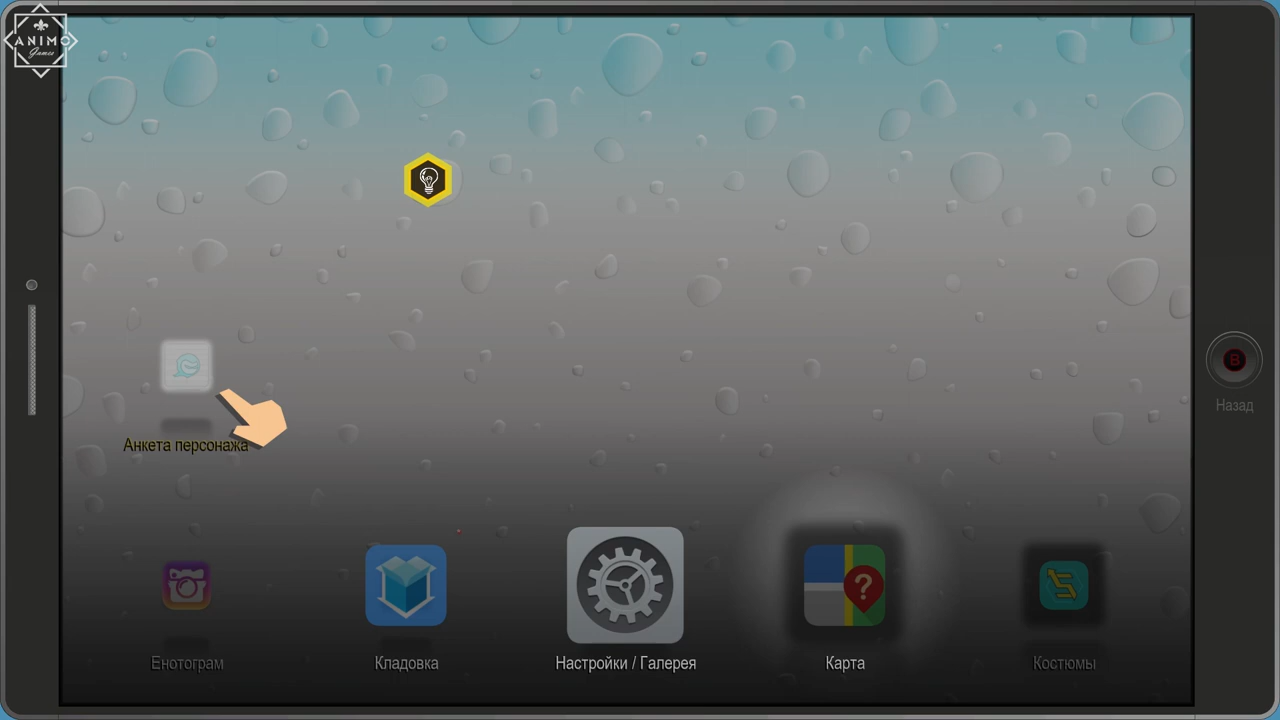 ANIMO
Games
B
Назад
Анкета персонажа
?
Енотограм
Кладовка
Настройки / Галерея
Карта
Костюмы